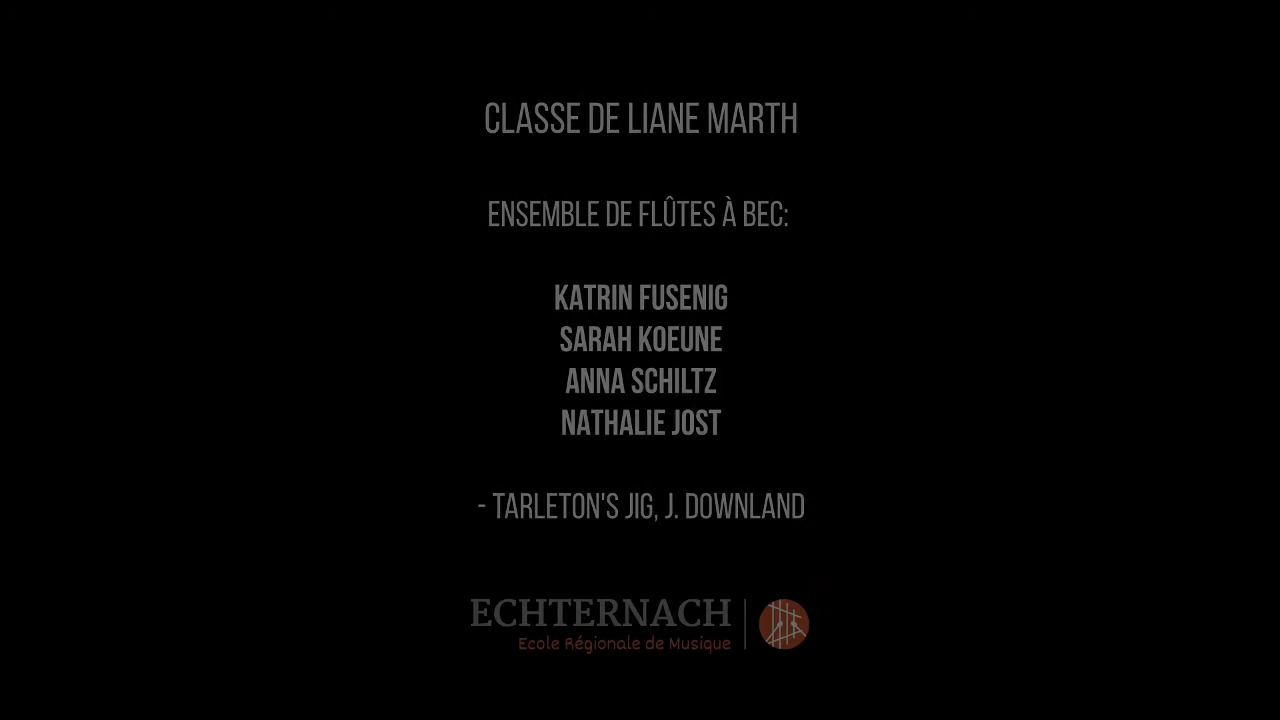 CLASSE DE LIANE MARTH
ENSEMBLE DE FLÛTES À BEC:
KATRIN FUSENIG
SARAH KOEUNE
ANNA SCHILTZ
NATHALIE JOST
- TARLETON'S JIG, J. DOWNLAND
ECHTERNACH
Ecole Régionale de Musique